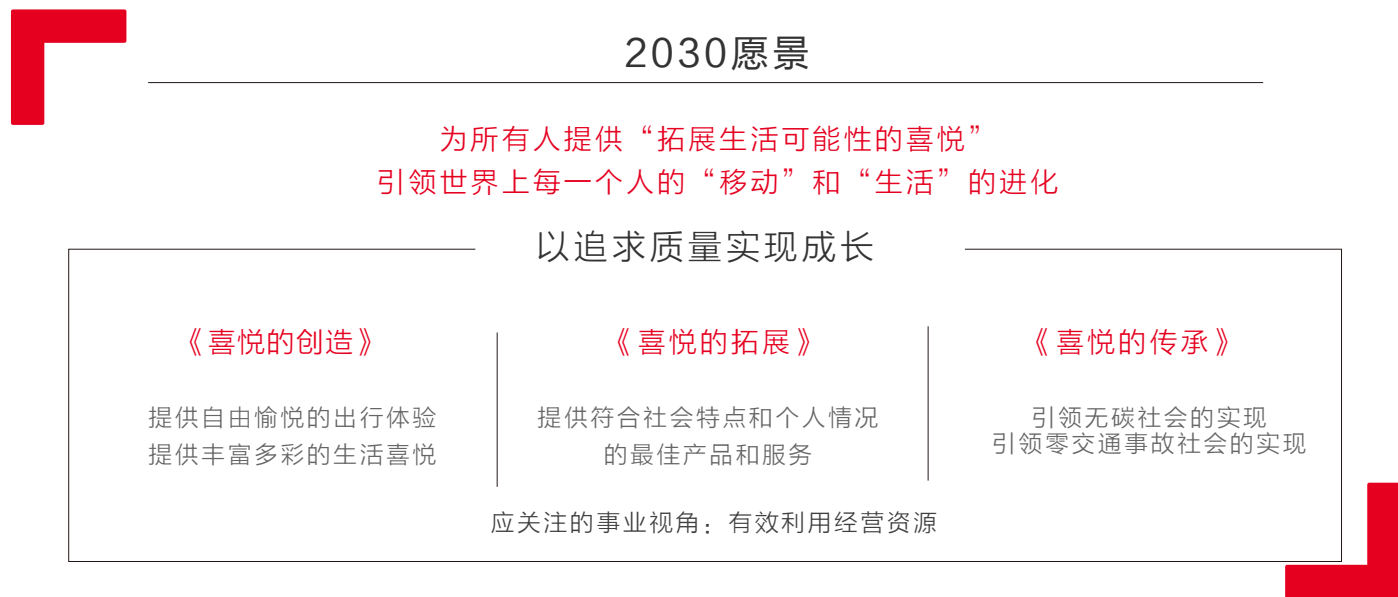 2030愿景
为所有人提供“拓展生活可能性的喜悦”
引领世界上每一个人的“移动”和“生活”的进化
以追求质量实现成长
《喜悦的创造》
提供自由愉悦的出行体验
提供丰富多彩的生活喜悦
《喜悦的拓展》
提供符合社会特点和个人情况
的最佳产品和服务
《喜悦的传承》
引领无碳社会的实现
引领零交通事故社会的实现
应关注的事业视角：有效利用经营资源